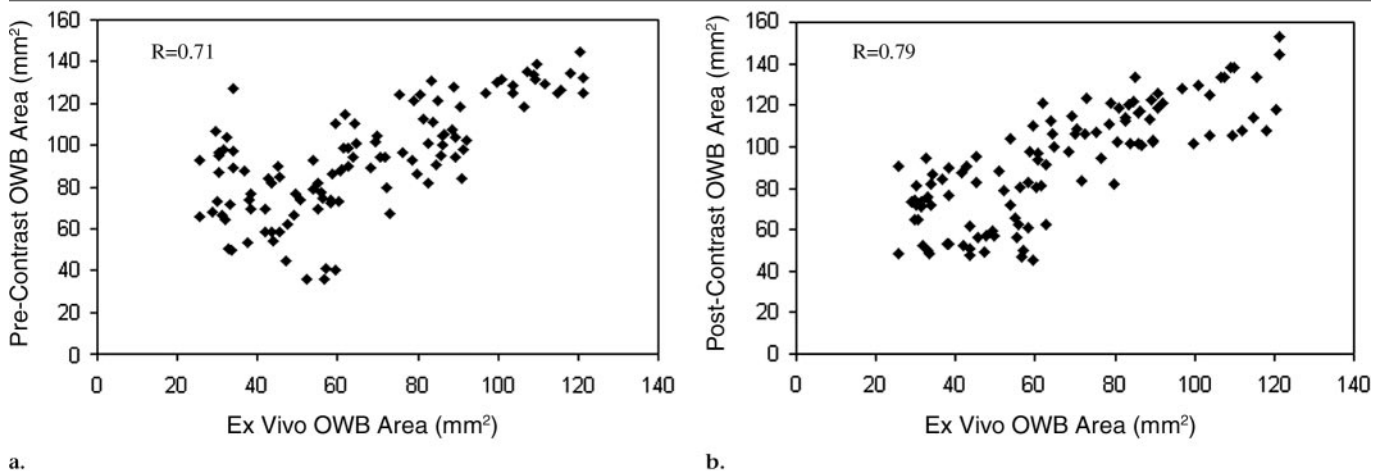 160
140
120
100
80
60
40
20
0
Pre-Contrast OWB Area (mm²)
R=0.71
0 20 40 60 80 100 120 140
Ex Vivo OWB Area (mm²)
a.
160
140
120
100
80
60
40
20
0
Post-Contrast OWB Area (mm²)
R=0.79
0 20 40 60 80 100 120 140
Ex Vivo OWB Area (mm²)
b.